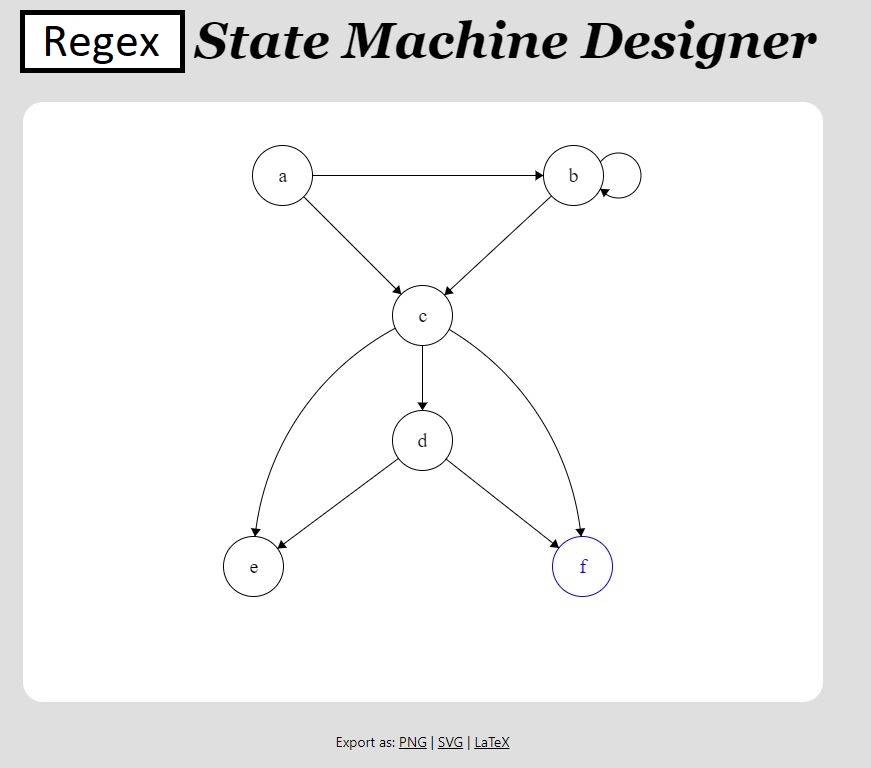 Regex State Machine Designer
a
b
c
d
e
f
Export as: PNG | SVG | LaTeX